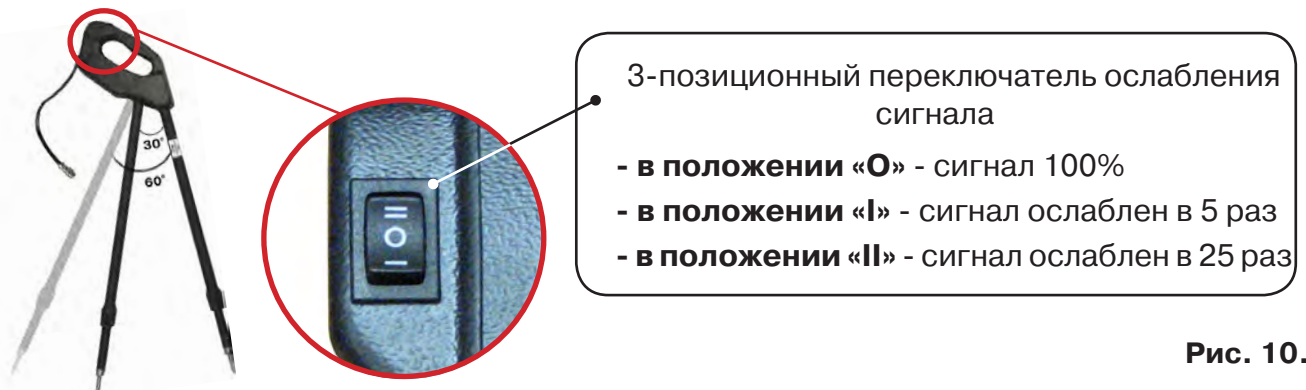 30°
60°
II
O
I
3-позиционный переключатель ослабления
сигнала
- в положении «О» - сигнал 100%
- в положении «I» - сигнал ослаблен в 5 раз
- в положении «II» - сигнал ослаблен в 25 раз
Рис. 10.